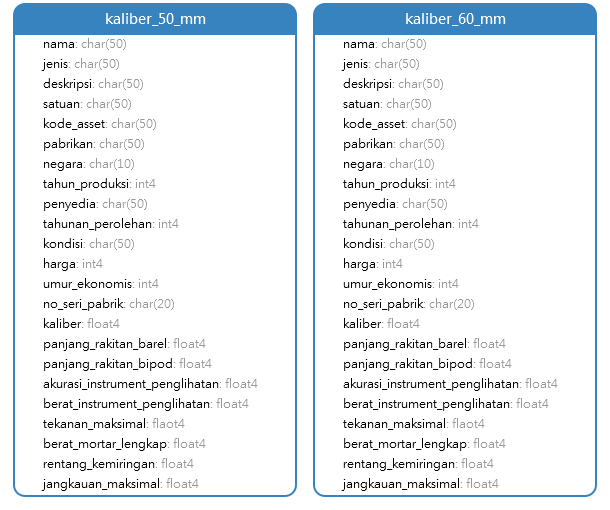 kaliber_50_mm
nama: char(50)
jenis: char(50)
deskripsi: char(50)
satuan: char(50)
kode_asset: char(50)
pabrikan: char(50)
negara: char(10)
tahun_produksi: int4
penyedia: char(50)
tahunan_perolehan: int4
kondisi: char(50)
harga: int4
umur_ekonomis: int4
no_seri_pabrik: char(20)
kaliber: float4
panjang_rakitan_barel: float4
panjang_rakitan_bipod: float4
akurasi_instrument_penglihatan: float4
berat_instrument_penglihatan: float4
tekanan_maksimal: flaot4
berat_mortar_lengkap: float4
rentang_kemiringan: float4
jangkauan_maksimal: float4
kaliber_60_mm
nama: char(50)
jenis: char(50)
deskripsi: char(50)
satuan: char(50)
kode_asset: char(50)
pabrikan: char(50)
negara: char(10)
tahun_produksi: int4
penyedia: char(50)
tahunan_perolehan: int4
kondisi: char(50)
harga: int4
umur_ekonomis: int4
no_seri_pabrik: char(20)
kaliber: float4
panjang_rakitan_barel: float4
panjang_rakitan_bipod: float4
akurasi_instrument_penglihatan: float4
berat_instrument_penglihatan: float4
tekanan_maksimal: flaot4
berat_mortar_lengkap: float4
rentang_kemiringan: float4
jangkauan_maksimal: float4